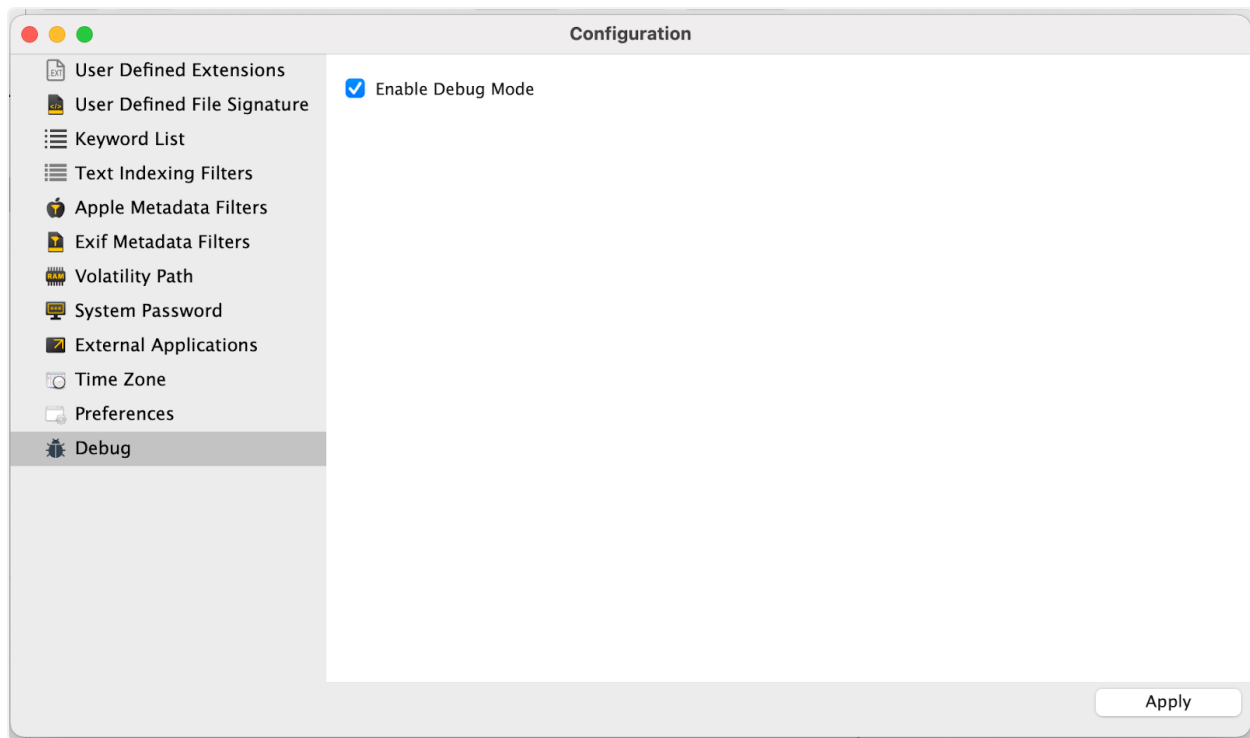 Configuration
User Defined Extensions
User Defined File Signature
Keyword List
Text Indexing Filters
Apple Metadata Filters
Exif Metadata Filters
Volatility Path
System Password
External Applications
Time Zone
Preferences
Debug
Enable Debug Mode
Apply